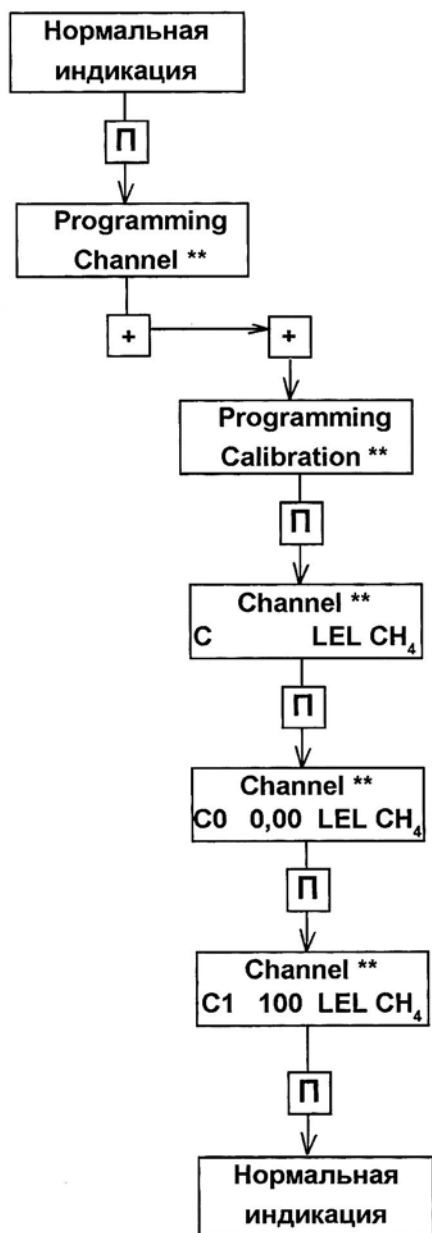 Нормальная
индикация
П
Programming
Channel **
+ +
Programming
Calibration **
П
Channel **
C LEL CH₄
П
Channel **
C0 0,00 LEL CH₄
П
Channel **
C1 100 LEL CH₄
П
Нормальная
индикация